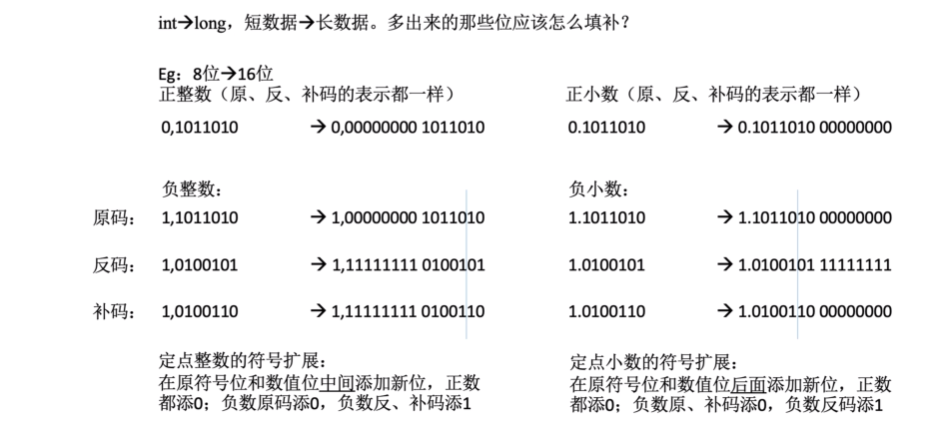 int→long，短数据→长数据。多出来的那些位应该怎么填补？
Eg：8位→16位
正整数（原、反、补码的表示都一样） 正小数（原、反、补码的表示都一样）
0,1011010 → 0,00000000 1011010 0.1011010 → 0.1011010 00000000
负整数： 负小数：
原码： 1,1011010 → 1,00000000 1011010 1.1011010 → 1.1011010 00000000
反码： 1,0100101 → 1,11111111 0100101 1.0100101 → 1.0100101 11111111
补码： 1,0100110 → 1,11111111 0100110 1.0100110 → 1.0100110 00000000
定点整数的符号扩展：
在原符号位和数值位中间添加新位，正数
都添0；负数原码添0，负数反、补码添1
定点小数的符号扩展：
在原符号位和数值位后面添加新位，正数
都添0；负数原、补码添0，负数反码添1